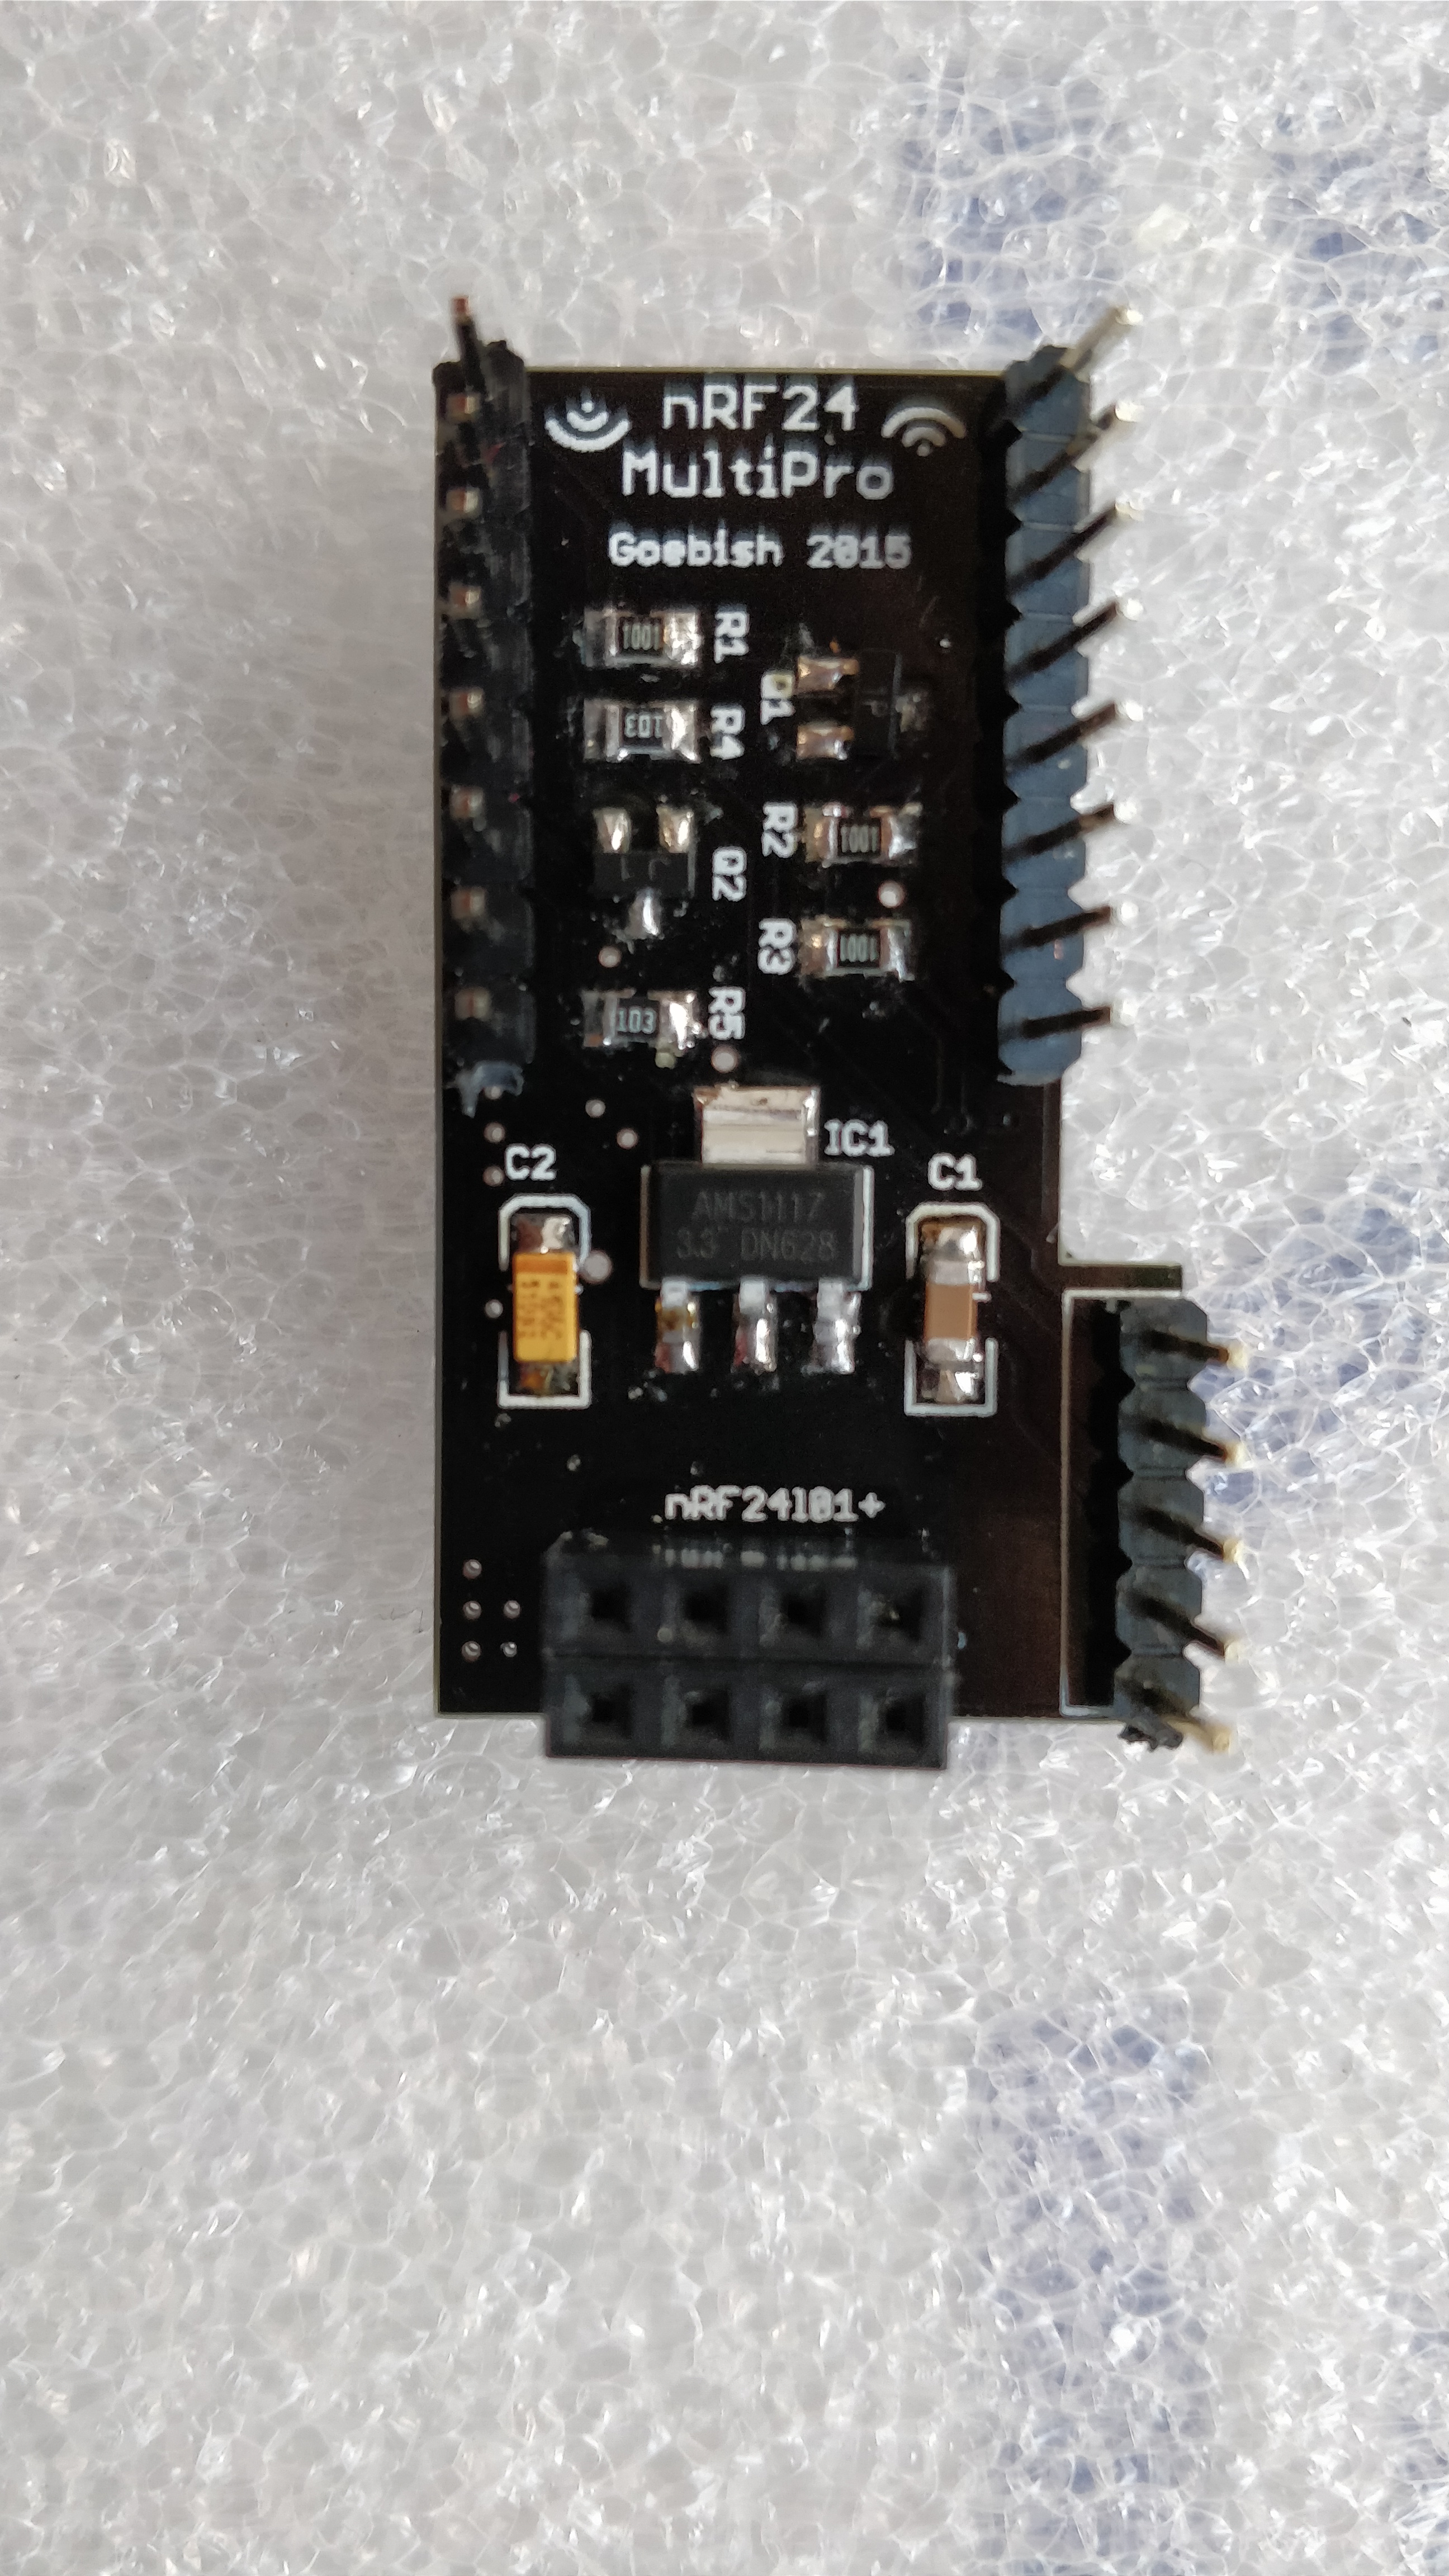 nRF24
MultiPro
Goebish 2015
1001 R1
103 R4
Q1
R2 1001
Q2
R3 1001
103 R5
IC1
C2
C1
AMS1117
3.3 DN628
nRF24l01+